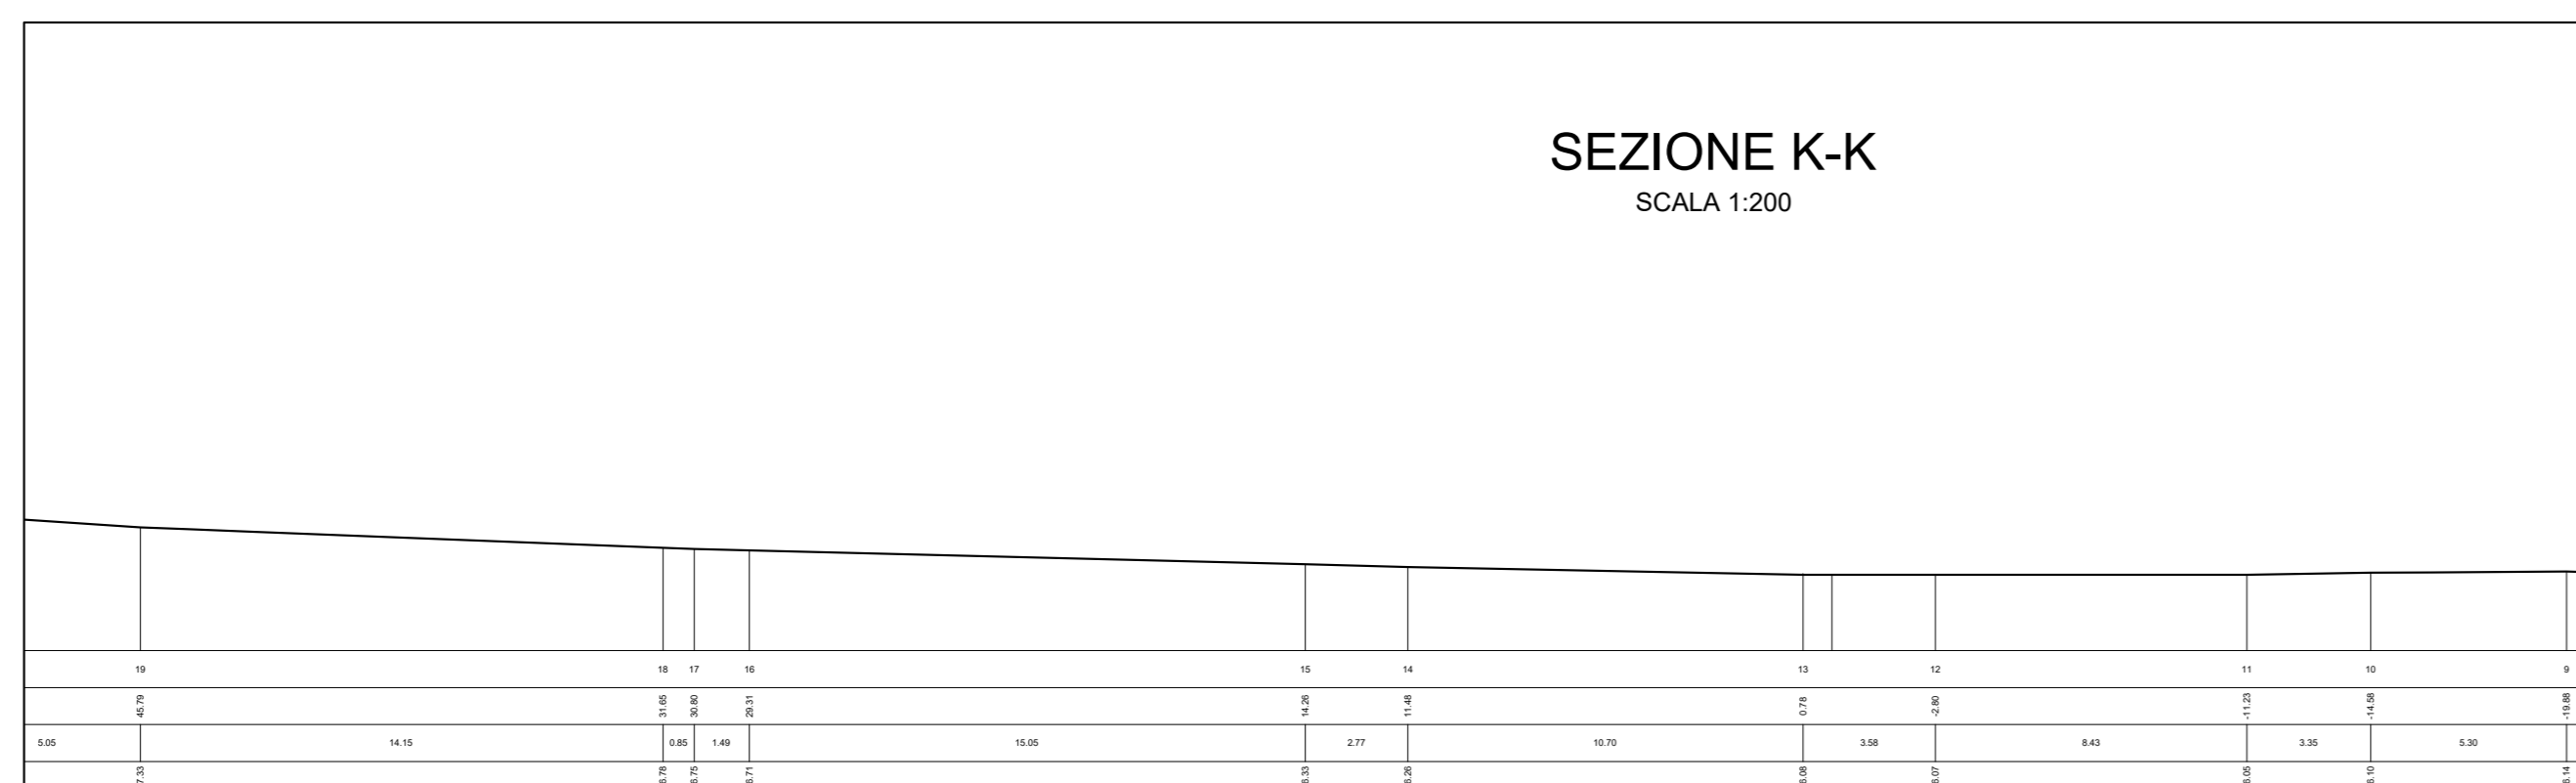 SEZIONE K-K
SCALA 1:200
19 18 17 16 15 14 13 12 11 10 9
45.79 31.65 30.80 29.31 14.26 11.48 0.78 -2.80 -11.23 -14.58 -19.88
5.05 14.15 0.85 1.49 15.05 2.77 10.70 3.58 8.43 3.35 5.30